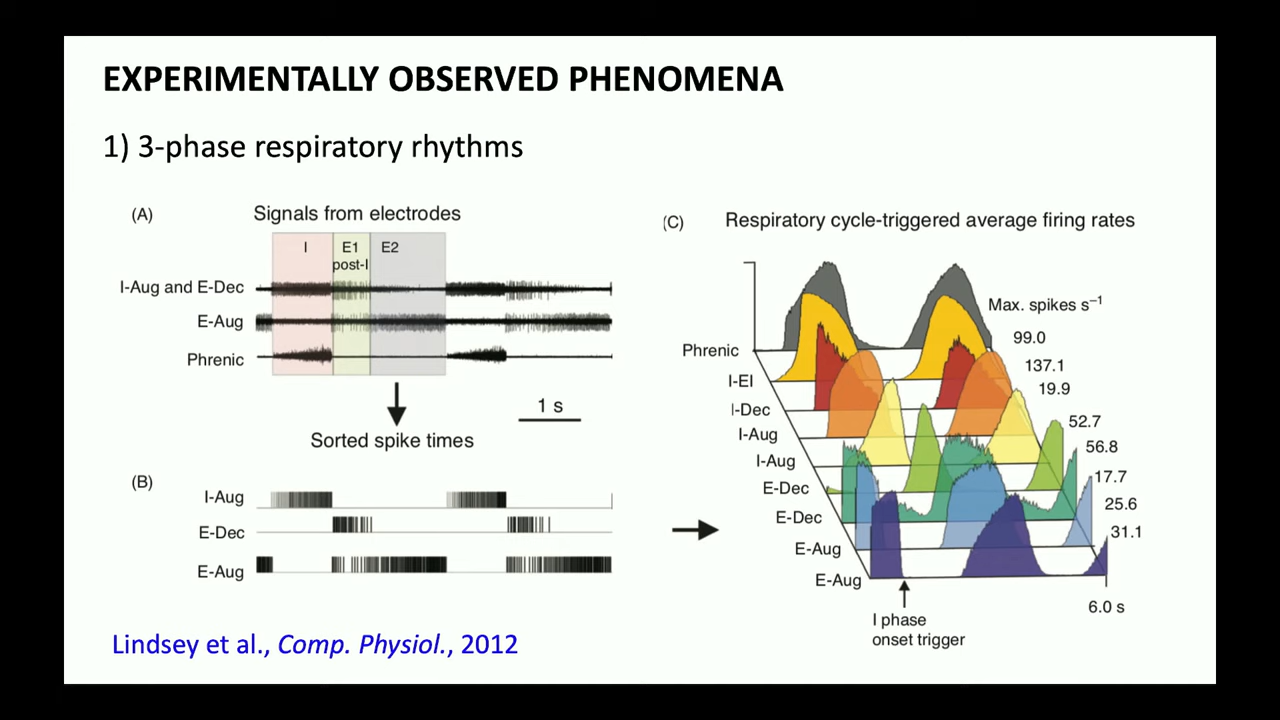 EXPERIMENTALLY OBSERVED PHENOMENA
1) 3-phase respiratory rhythms
(A)
Signals from electrodes
I
E1
post-I
E2
I-Aug and E-Dec
E-Aug
Phrenic
1 s
Sorted spike times
(B)
I-Aug
E-Dec
E-Aug
(C)
Respiratory cycle-triggered average firing rates
Max. spikes s⁻¹
Phrenic
99.0
I-EI
137.1
I-Dec
19.9
I-Aug
52.7
I-Aug
56.8
E-Dec
17.7
E-Dec
25.6
E-Aug
31.1
E-Aug
6.0 s
I phase
onset trigger
Lindsey et al., Comp. Physiol., 2012